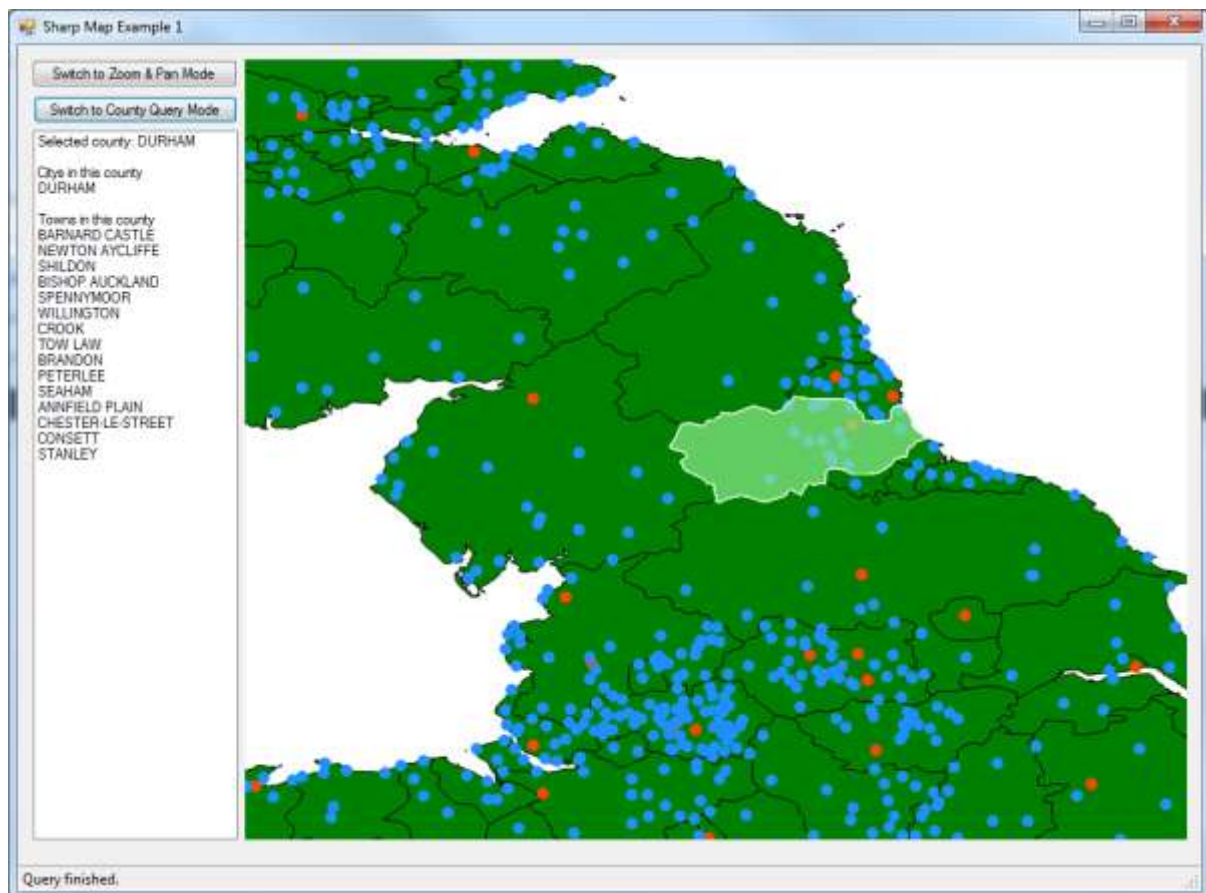 Sharp Map Example 1
Switch to Zoom & Pan Mode
Switch to County Query Mode
Selected county: DURHAM
Citys in this county
DURHAM
Towns in this county
BARNARD CASTLE
NEWTON AYCLIFFE
SHILDON
BISHOP AUCKLAND
SPENNYMOOR
WILLINGTON
CROOK
TOW LAW
BRANDON
PETERLEE
SEAHAM
ANNFIELD PLAIN
CHESTER-LE-STREET
CONSETT
STANLEY
Query finished.